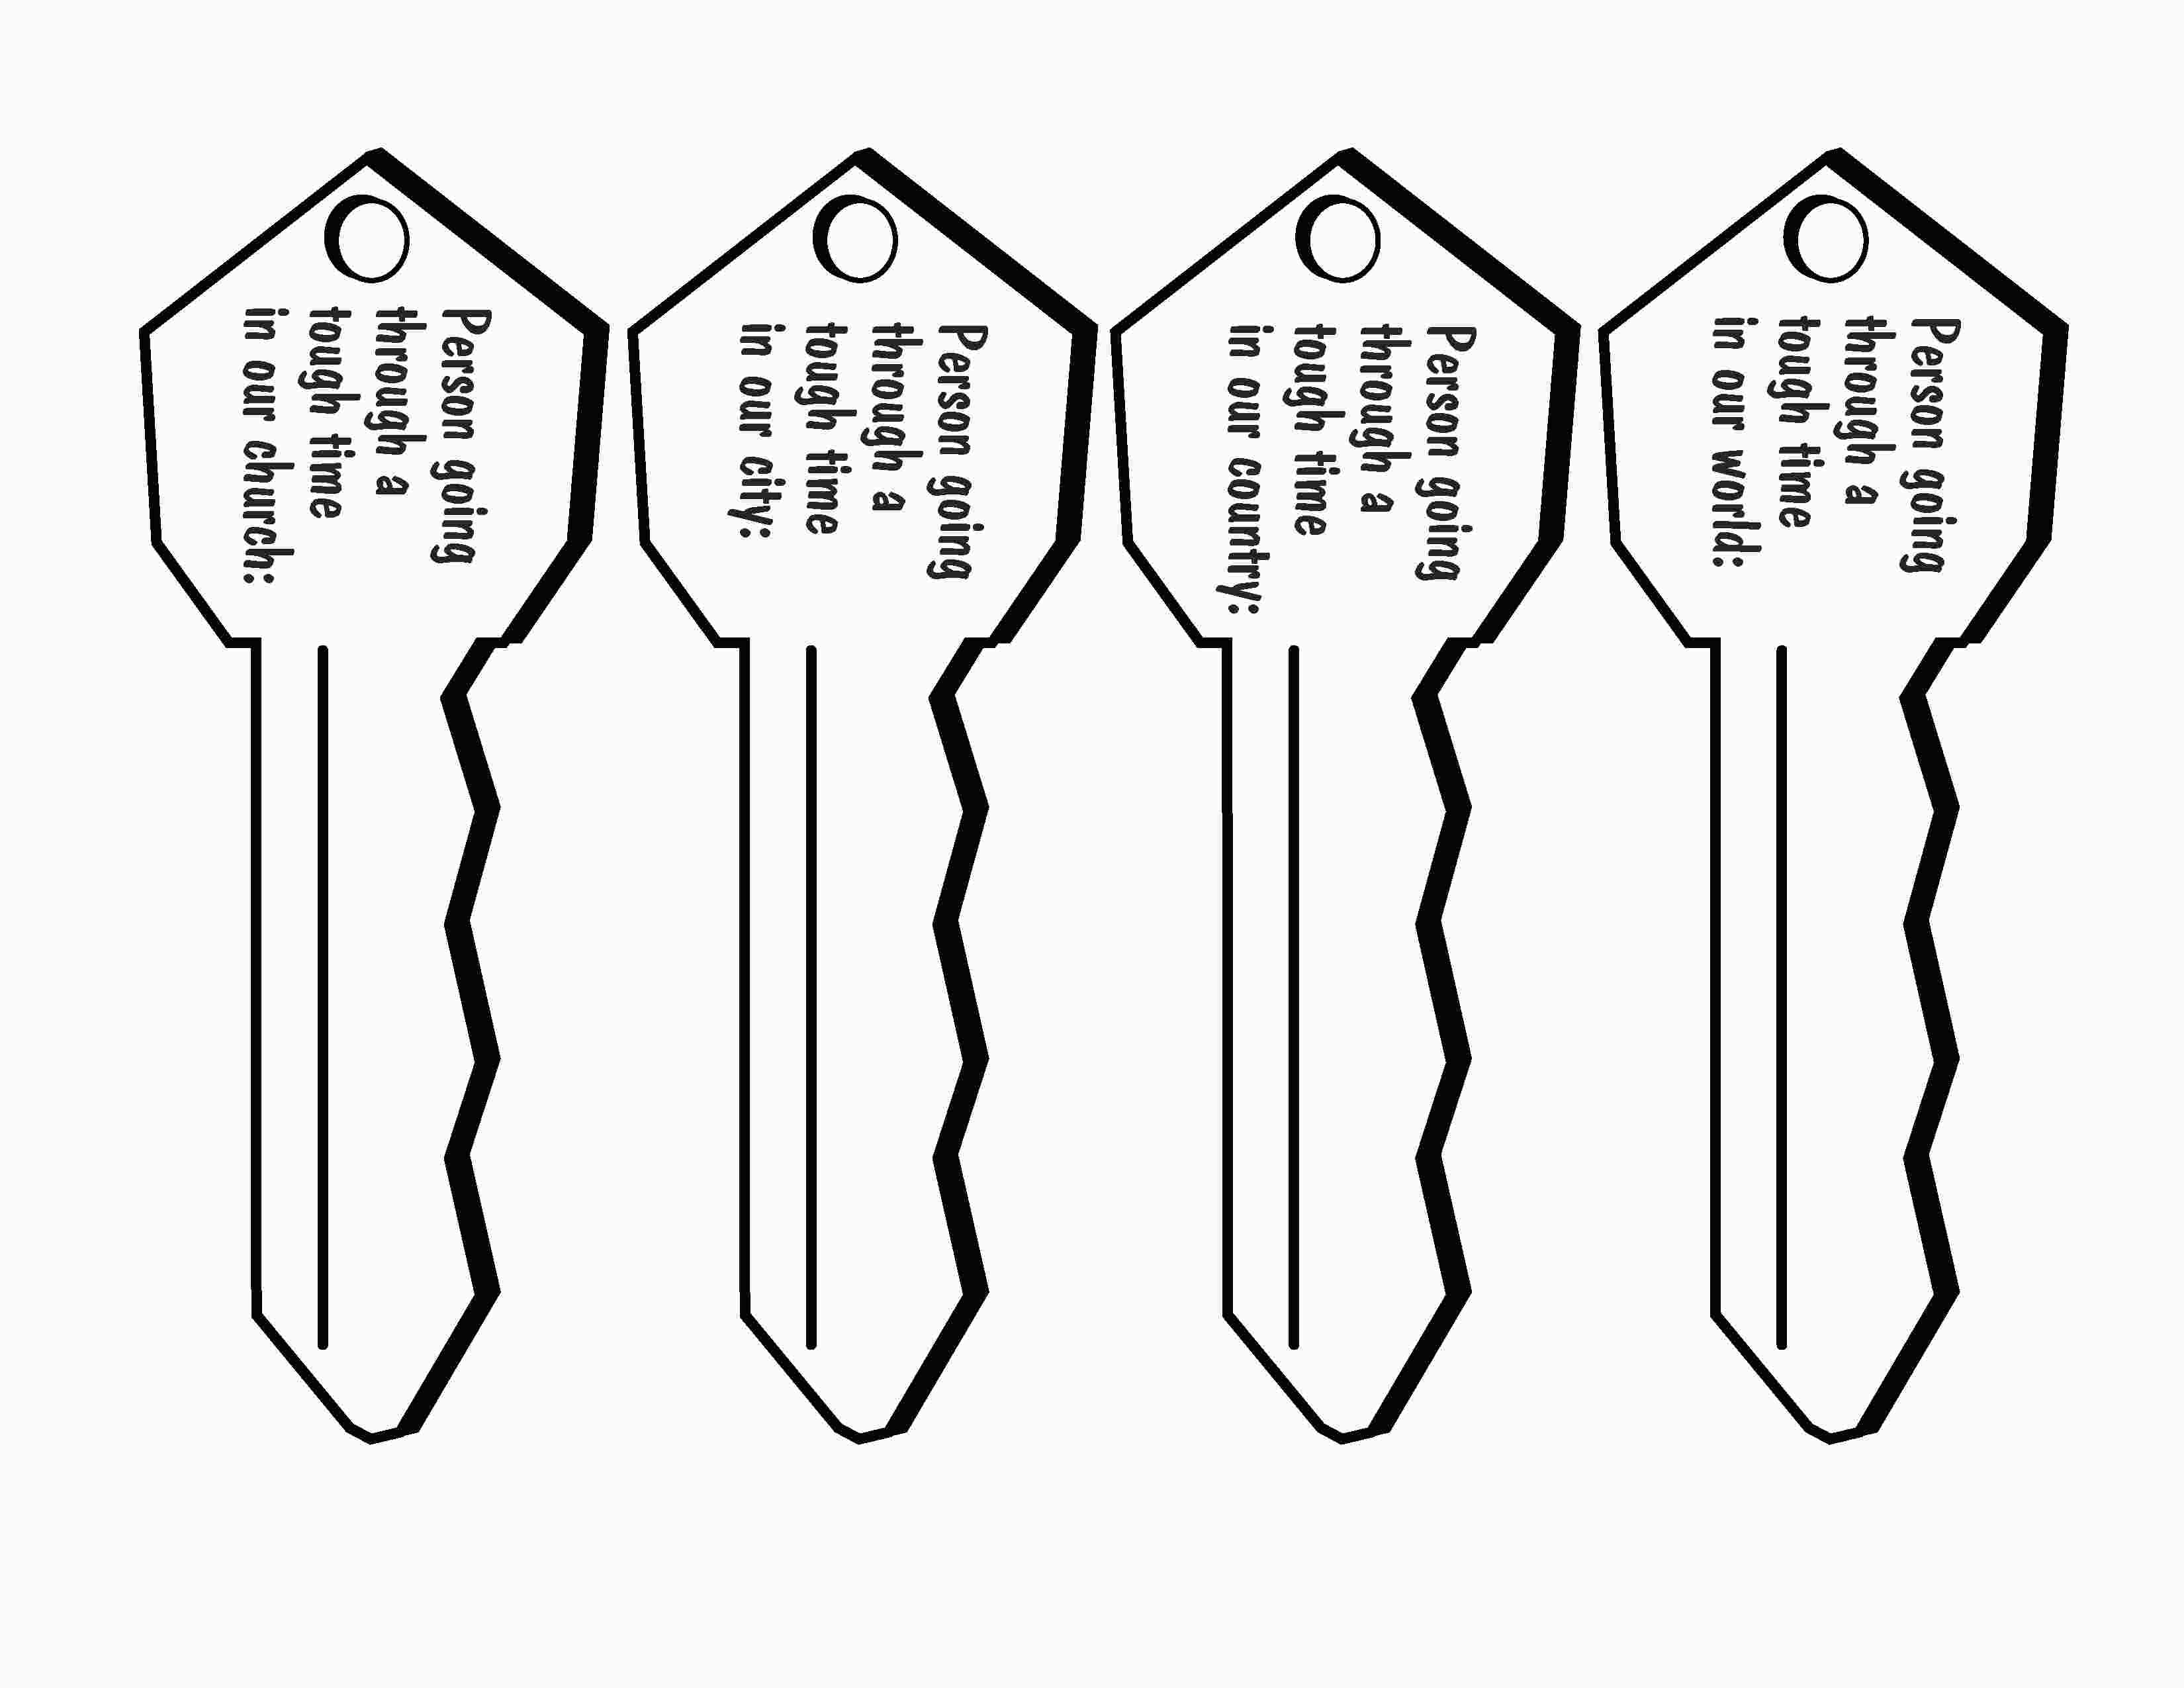 Person going
through a
tough time
in our church:
Person going
through a
tough time
in our city:
Person going
through a
tough time
in our country:
Person going
through a
tough time
in our world: